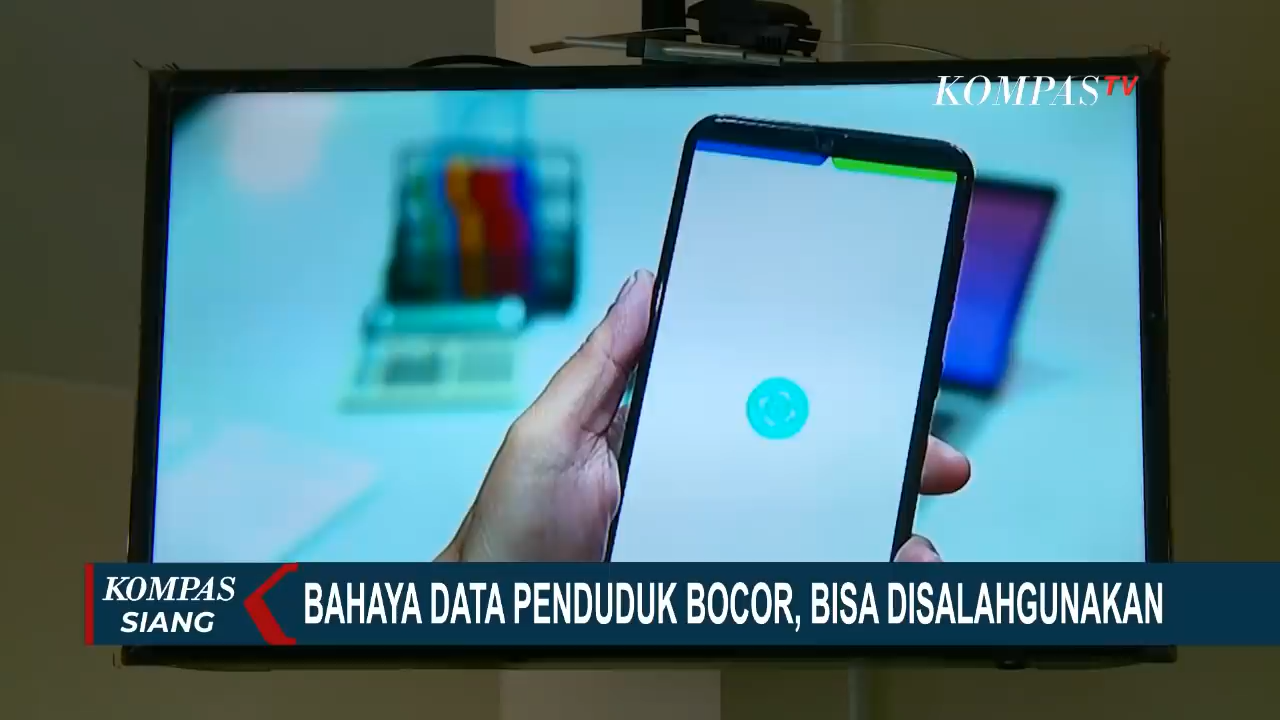 KOMPASTV
KOMPAS
SIANG
BAHAYA DATA PENDUDUK BOCOR, BISA DISALAHGUNAKAN